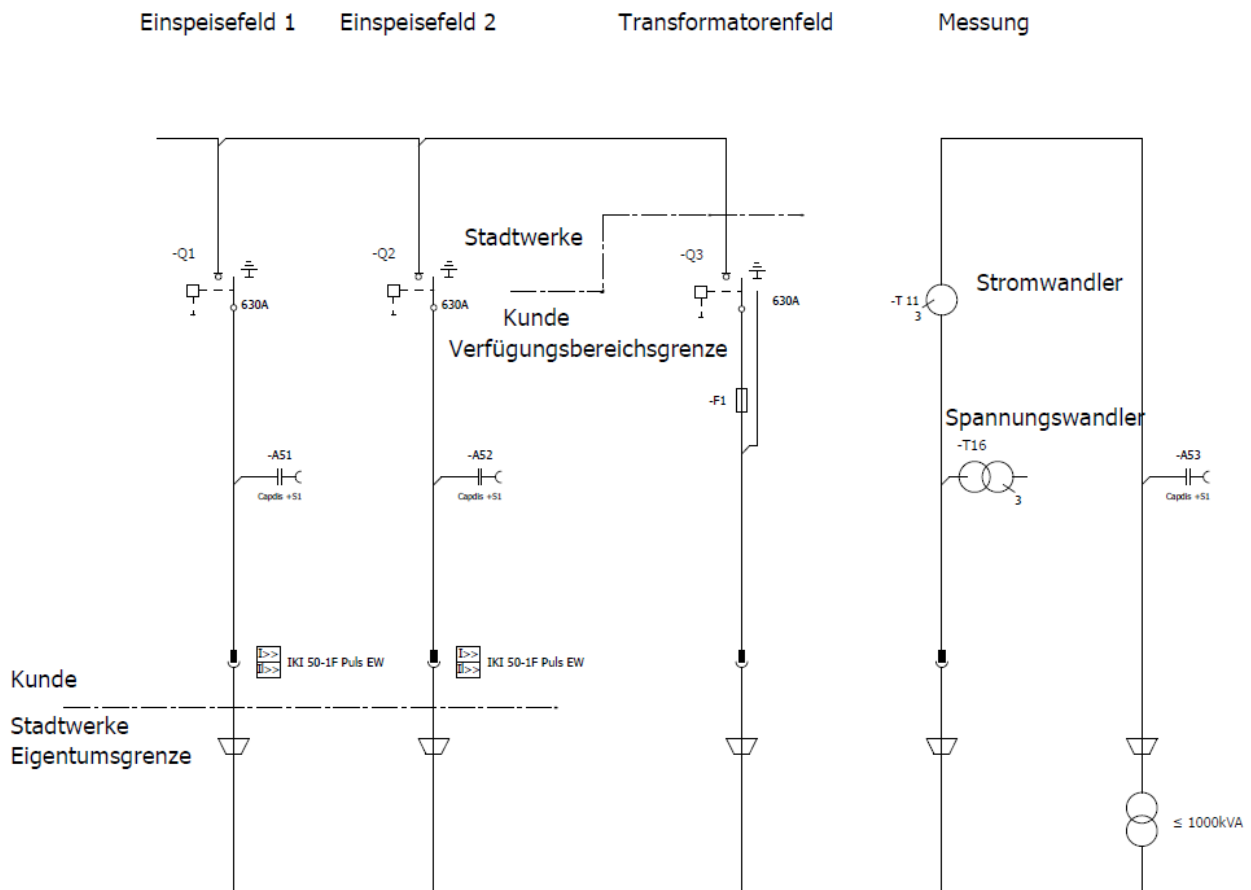 Einspeisefeld 1
Einspeisefeld 2
Transformatorenfeld
Messung
Stadtwerke
-Q1
-Q2
-Q3
630A
630A
630A
Kunde
Verfügungsbereichsgrenze
-T 11
3
Stromwandler
-F1
Spannungswandler
-T16
3
-A51
Capdis +S1
-A52
Capdis +S1
-A53
Capdis +S1
I>>
II>>
IKI 50-1F Puls EW
I>>
II>>
IKI 50-1F Puls EW
Kunde
Stadtwerke
Eigentumsgrenze
≤ 1000kVA